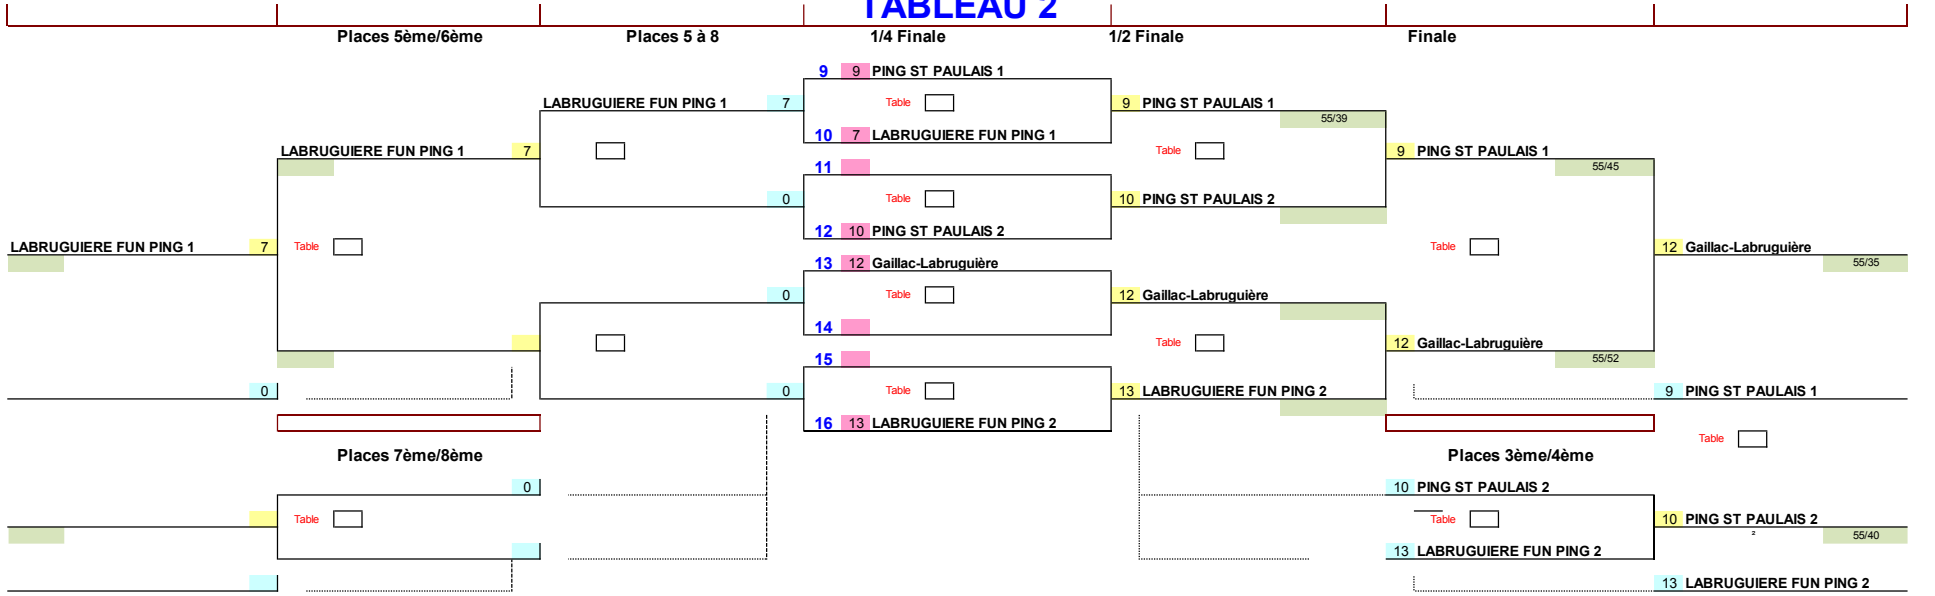 TABLEAU 2
Places 5ème/6ème Places 5 à 8 1/4 Finale 1/2 Finale Finale
9 9 PING ST PAULAIS 1
LABRUGUIERE FUN PING 1 7 Table 9 PING ST PAULAIS 1
55/39
10 7 LABRUGUIERE FUN PING 1
LABRUGUIERE FUN PING 1 7 Table 9 PING ST PAULAIS 1
11 55/45
0 Table 10 PING ST PAULAIS 2
12 10 PING ST PAULAIS 2
LABRUGUIERE FUN PING 1 7 Table Table 12 Gaillac-Labruguière
13 12 Gaillac-Labruguière 55/35
0 Table 12 Gaillac-Labruguière
14
Table 12 Gaillac-Labruguière
15 55/52
0 0 Table 13 LABRUGUIERE FUN PING 2 9 PING ST PAULAIS 1
16 13 LABRUGUIERE FUN PING 2
Table
Places 7ème/8ème Places 3ème/4ème
0 10 PING ST PAULAIS 2
Table Table 10 PING ST PAULAIS 2
2 55/40
13 LABRUGUIERE FUN PING 2
13 LABRUGUIERE FUN PING 2